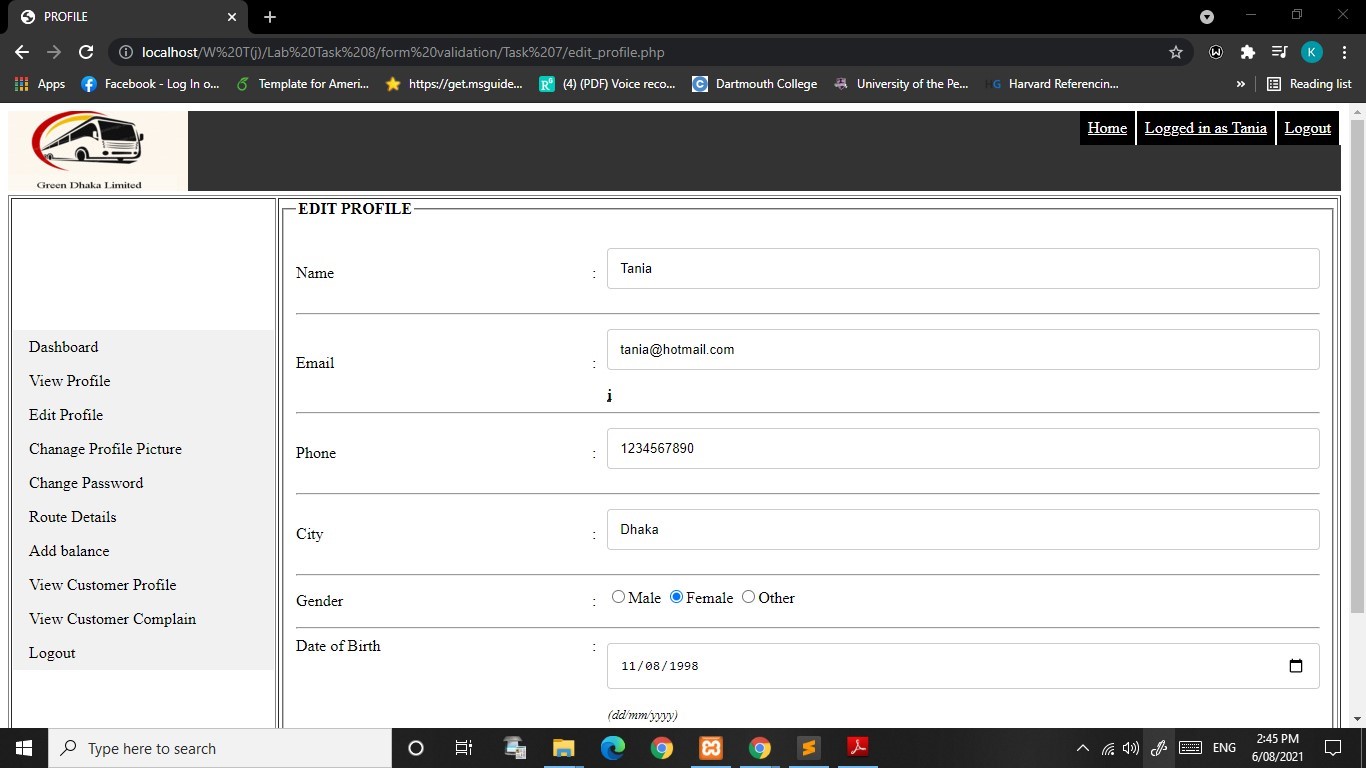 PROFILE
localhost/W%20T(j)/Lab%20Task%208/form%20validation/Task%207/edit_profile.php
K
Apps
Facebook - Log In o...
Template for Ameri...
https://get.msguide...
R⁶
(4) (PDF) Voice reco...
C
Dartmouth College
University of the Pe...
HG
Harvard Referencin...
»
Reading list
Green Dhaka Limited
Home
Logged in as Tania
Logout
EDIT PROFILE
Dashboard
View Profile
Edit Profile
Chanage Profile Picture
Change Password
Route Details
Add balance
View Customer Profile
View Customer Complain
Logout
Name : Tania
Email : tania@hotmail.com
i
Phone : 1234567890
City : Dhaka
Gender : Male Female Other
Date of Birth : 11/08/1998
(dd/mm/yyyy)
Type here to search
ENG
2:45 PM
6/08/2021